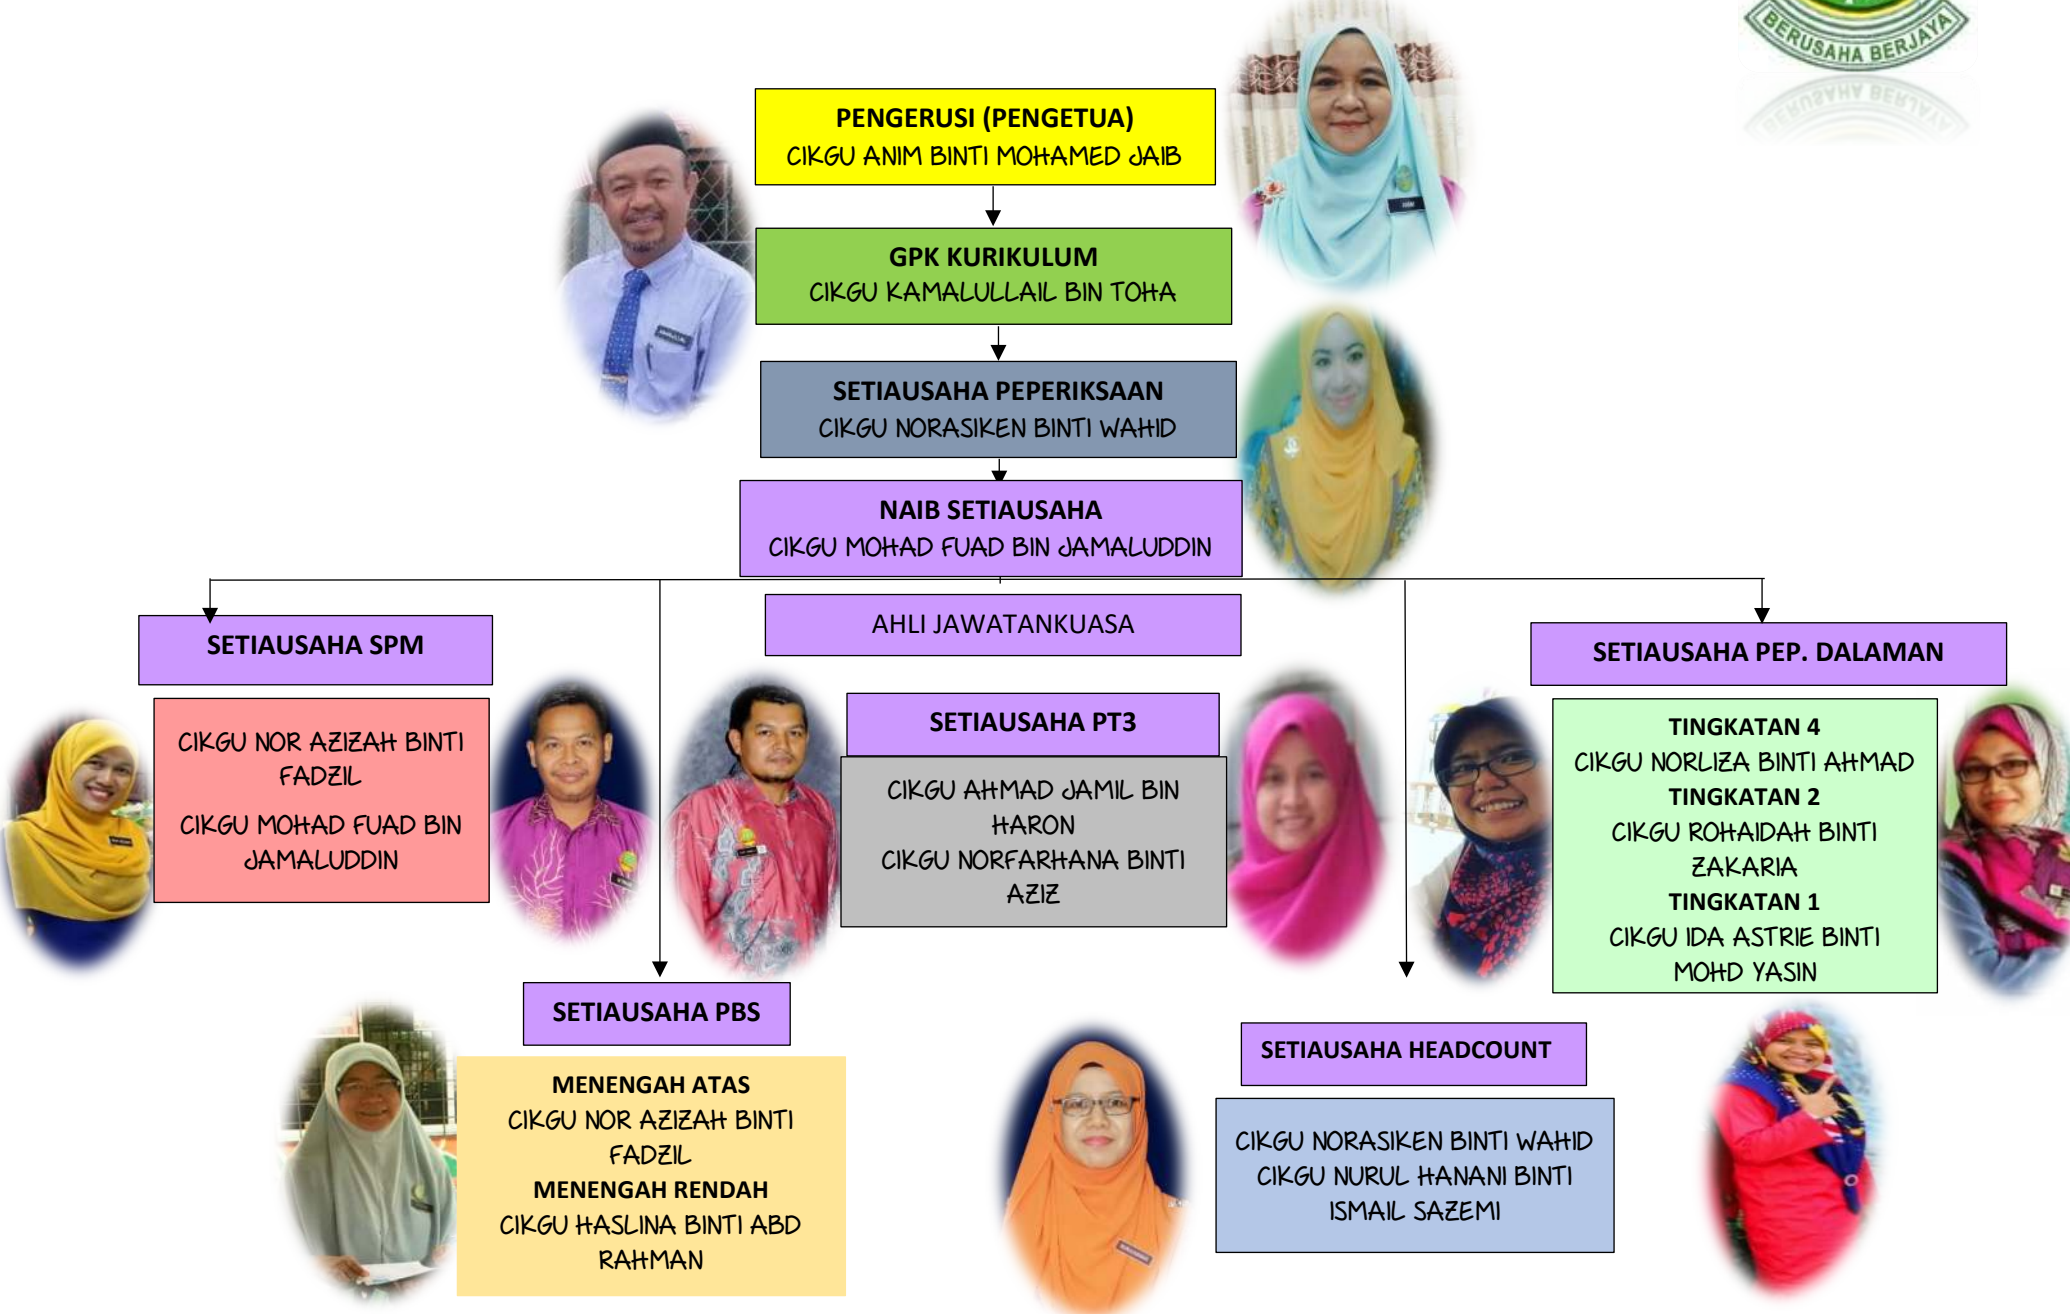 BERUSAHA BERJAYA
PENGERUSI (PENGETUA)
CIKGU ANIM BINTI MOHAMED JAIB
GPK KURIKULUM
CIKGU KAMALULLAIL BIN TOHA
SETIAUSAHA PEPERIKSAAN
CIKGU NORASIKEN BINTI WAHID
NAIB SETIAUSAHA
CIKGU MOHAD FUAD BIN JAMALUDDIN
AHLI JAWATANKUASA
SETIAUSAHA SPM
CIKGU NOR AZIZAH BINTI
FADZIL
CIKGU MOHAD FUAD BIN
JAMALUDDIN
SETIAUSAHA PT3
CIKGU AHMAD JAMIL BIN
HARON
CIKGU NORFARHANA BINTI
AZIZ
SETIAUSAHA PEP. DALAMAN
TINGKATAN 4
CIKGU NORLIZA BINTI AHMAD
TINGKATAN 2
CIKGU ROHAIDAH BINTI
ZAKARIA
TINGKATAN 1
CIKGU IDA ASTRIE BINTI
MOHD YASIN
SETIAUSAHA PBS
MENENGAH ATAS
CIKGU NOR AZIZAH BINTI
FADZIL
MENENGAH RENDAH
CIKGU HASLINA BINTI ABD
RAHMAN
SETIAUSAHA HEADCOUNT
CIKGU NORASIKEN BINTI WAHID
CIKGU NURUL HANANI BINTI
ISMAIL SAZEMI